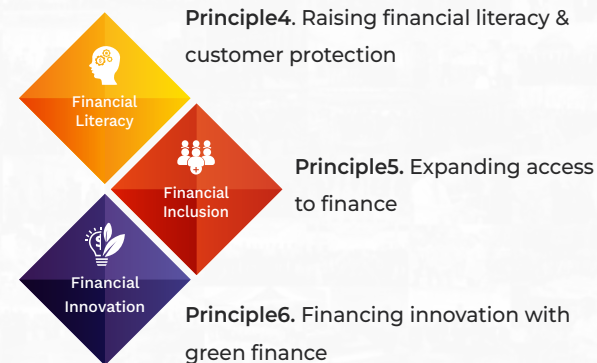 Principle4. Raising financial literacy &
customer protection
Financial
Literacy
Principle5. Expanding access
to finance
Financial
Inclusion
Financial
Innovation
Principle6. Financing innovation with
green finance